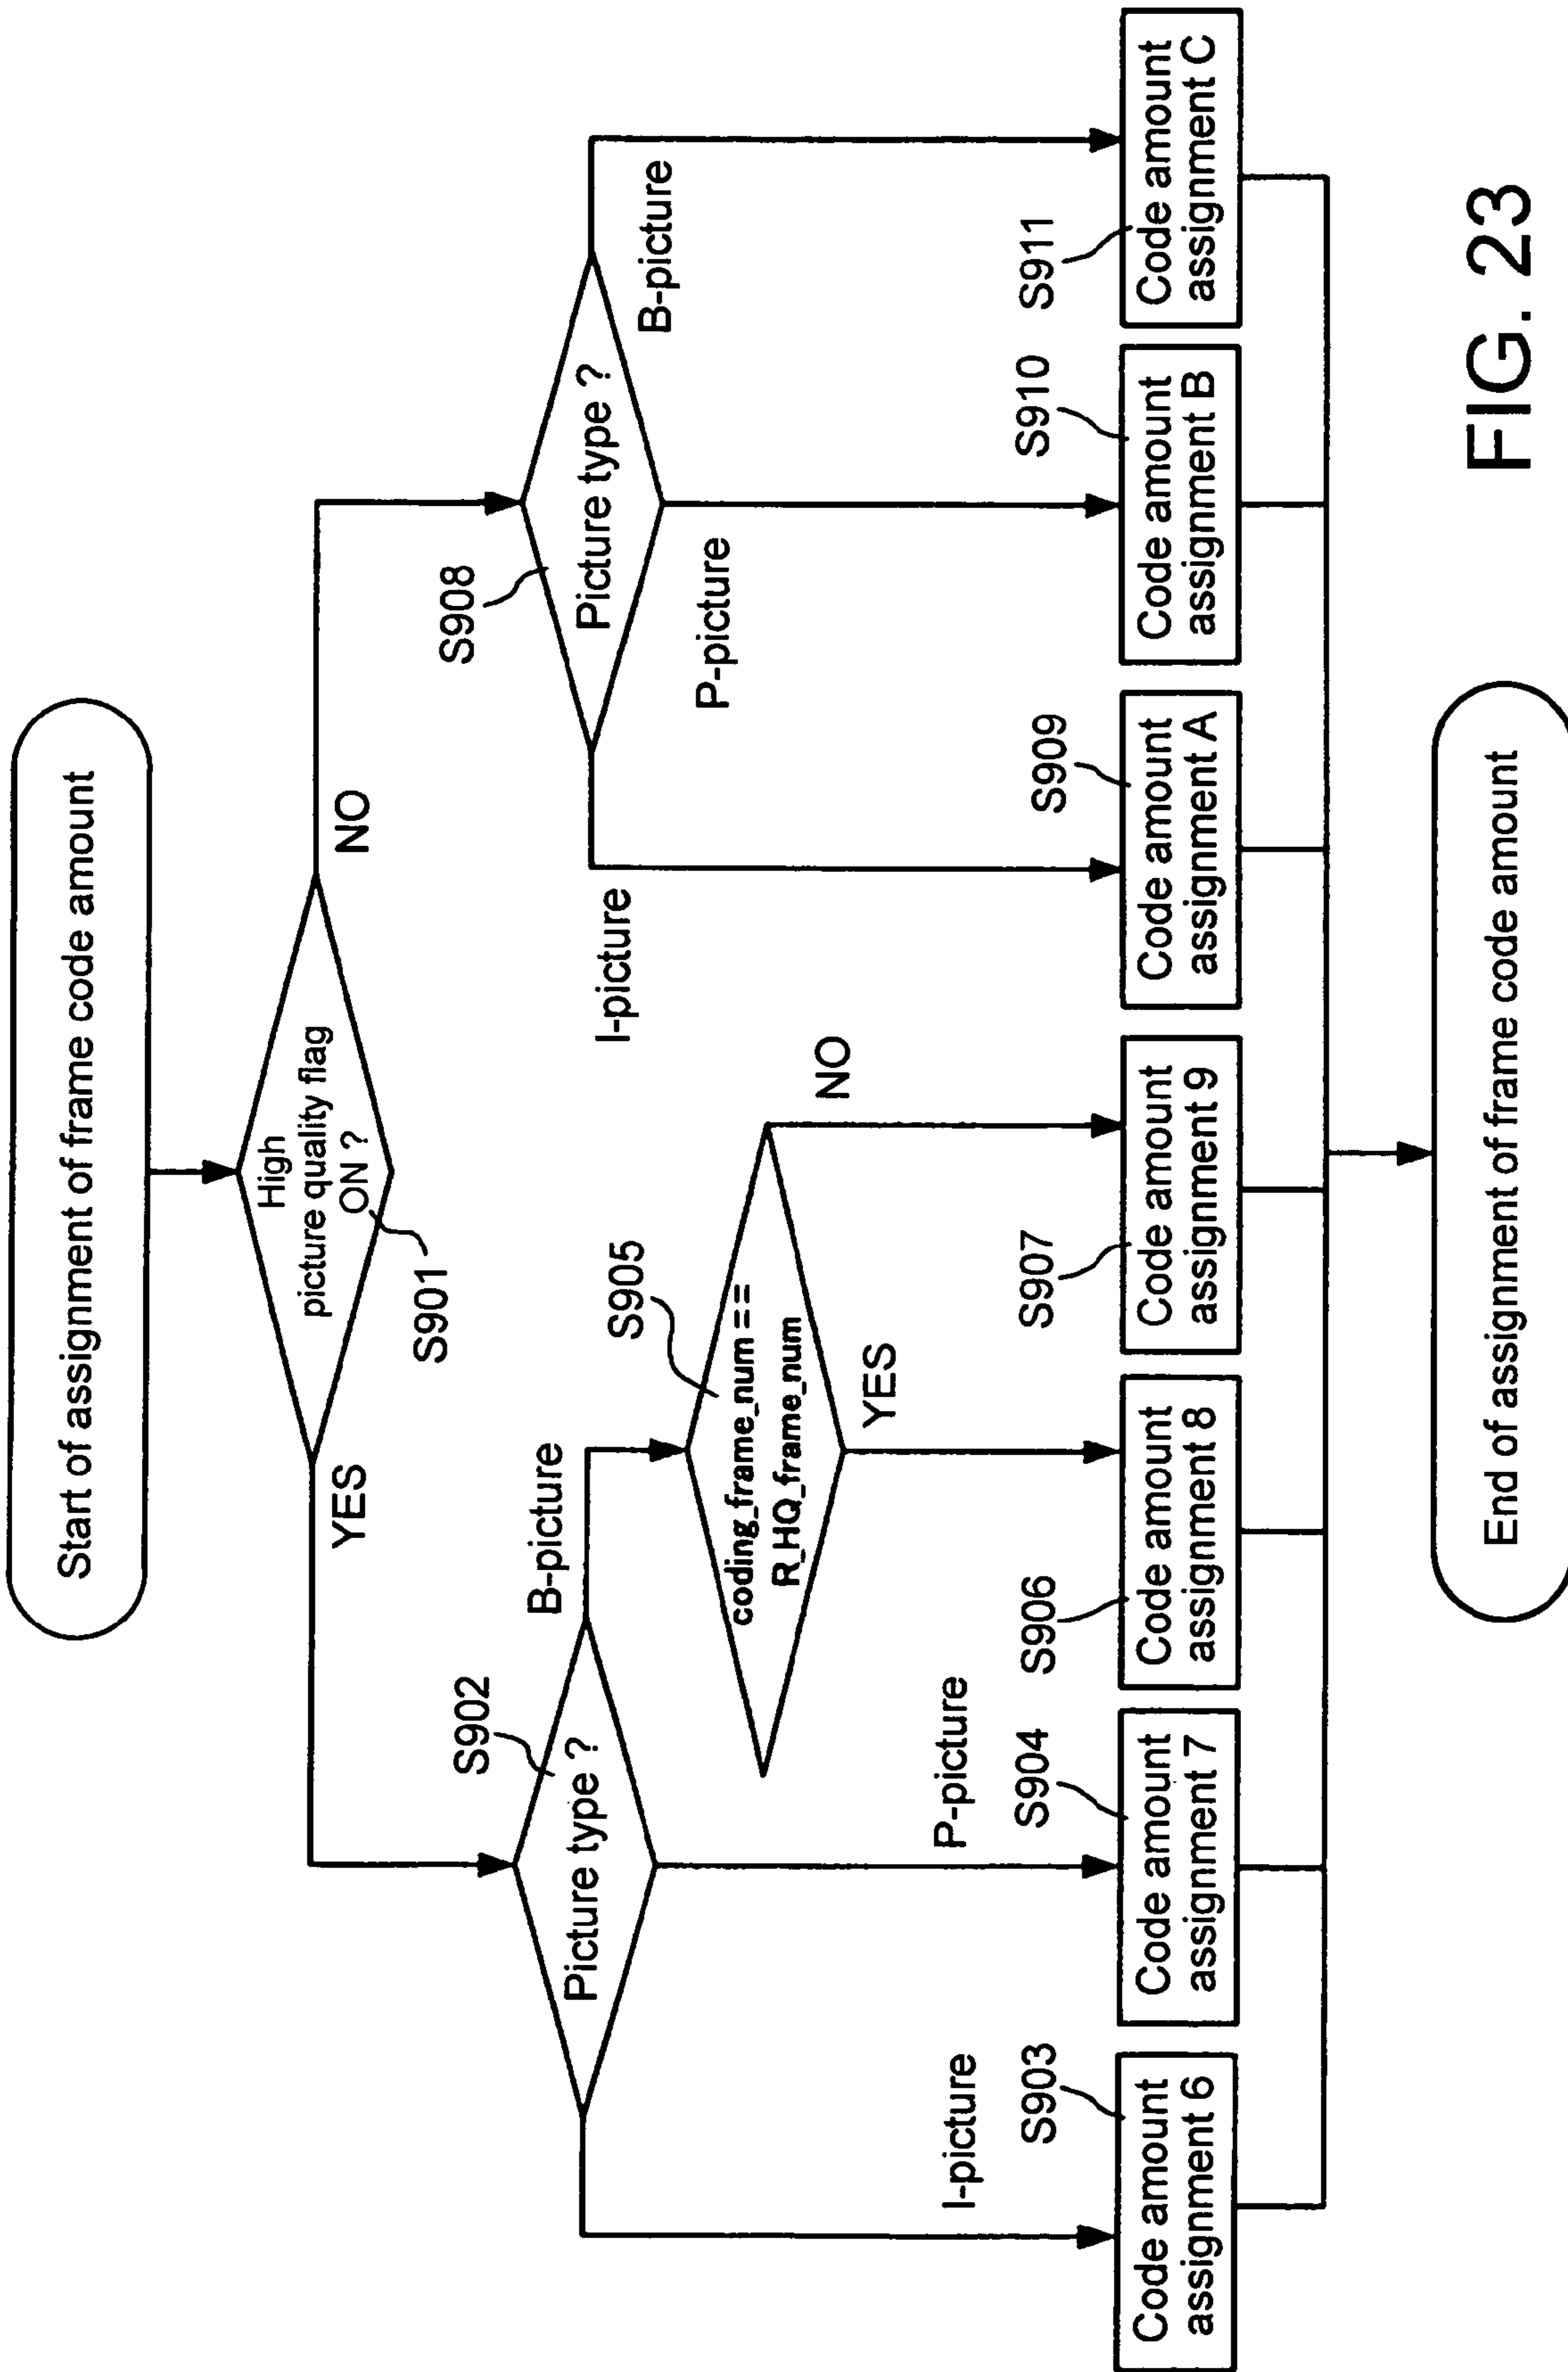 Start of assignment of frame code amount
High
picture quality flag
ON ?
S901
YES
NO
S902
Picture type ?
B-picture
S908
Picture type ?
B-picture
S905
coding_frame_num ==
R_HQ_frame_num
I-picture
P-picture
YES
NO
I-picture
P-picture
S903
Code amount
assignment 6
S904
Code amount
assignment 7
S906
Code amount
assignment 8
S907
Code amount
assignment 9
S909
Code amount
assignment A
S910
Code amount
assignment B
S911
Code amount
assignment C
End of assignment of frame code amount
FIG. 23